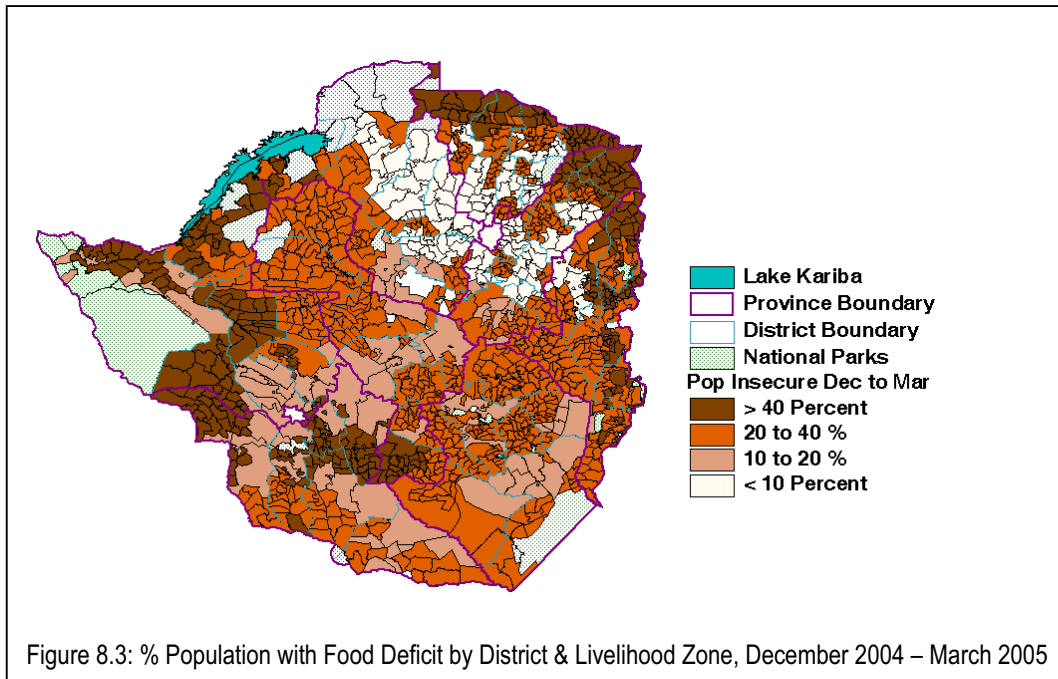 Lake Kariba
Province Boundary
District Boundary
National Parks
Pop Insecure Dec to Mar
> 40 Percent
20 to 40 %
10 to 20 %
< 10 Percent
Figure 8.3: % Population with Food Deficit by District & Livelihood Zone, December 2004 – March 2005